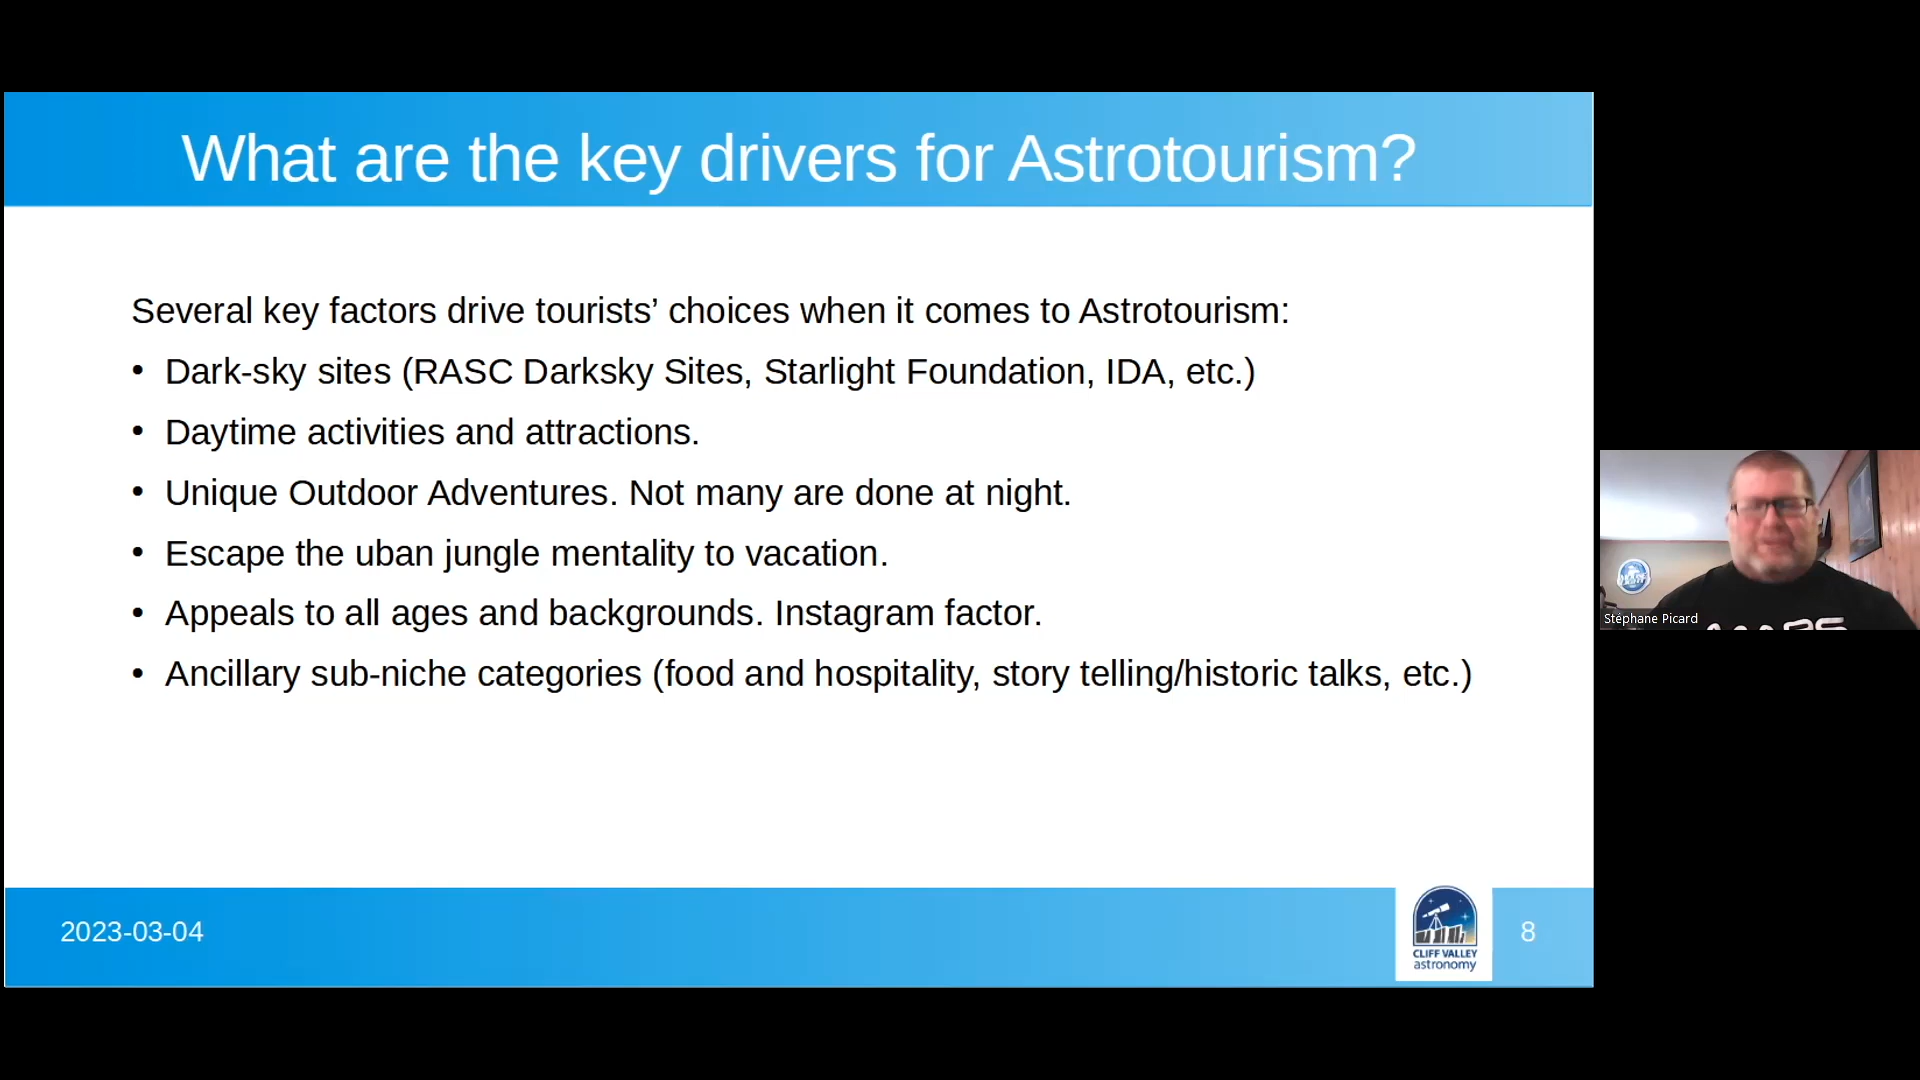 What are the key drivers for Astrotourism?
Several key factors drive tourists’ choices when it comes to Astrotourism:
• Dark-sky sites (RASC Darksky Sites, Starlight Foundation, IDA, etc.)
• Daytime activities and attractions.
• Unique Outdoor Adventures. Not many are done at night.
• Escape the uban jungle mentality to vacation.
• Appeals to all ages and backgrounds. Instagram factor.
• Ancillary sub-niche categories (food and hospitality, story telling/historic talks, etc.)
2023-03-04
CLIFF VALLEY
astronomy
8
Stéphane Picard